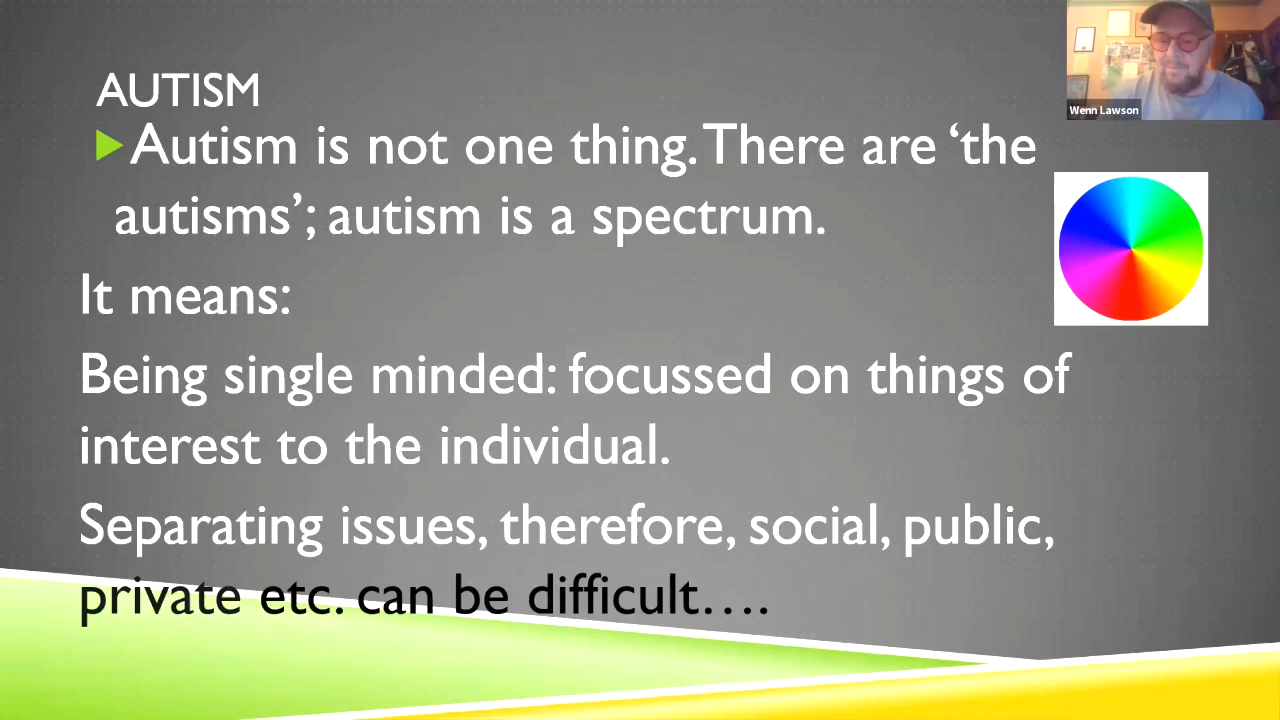 Wenn Lawson
AUTISM
Autism is not one thing. There are ‘the
autisms’; autism is a spectrum.
It means:
Being single minded: focussed on things of
interest to the individual.
Separating issues, therefore, social, public,
private etc. can be difficult….